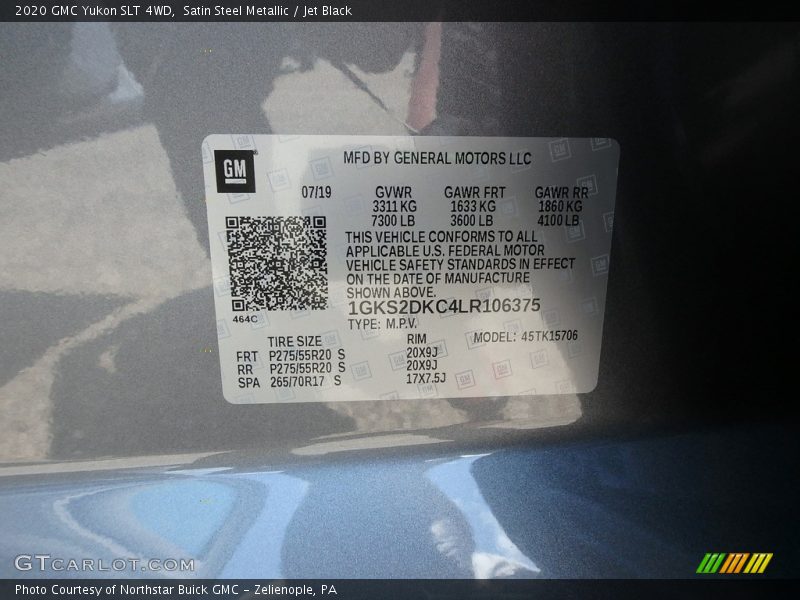 2020 GMC Yukon SLT 4WD,  Satin Steel Metallic / Jet Black
GM
MFD BY GENERAL MOTORS LLC
07/19 GVWR GAWR FRT GAWR RR
3311 KG 1633 KG 1860 KG
7300 LB 3600 LB 4100 LB
THIS VEHICLE CONFORMS TO ALL
APPLICABLE U.S. FEDERAL MOTOR
VEHICLE SAFETY STANDARDS IN EFFECT
ON THE DATE OF MANUFACTURE
SHOWN ABOVE.
464C
1GKS2DKC4LR106375
TYPE: M.P.V. MODEL: 45TK15706
TIRE SIZE RIM
FRT P275/55R20 S 20X9J
RR P275/55R20 S 20X9J
SPA 265/70R17 S 17X7.5J
GTCARLOT.COM
Photo Courtesy of Northstar Buick GMC - Zelienople, PA